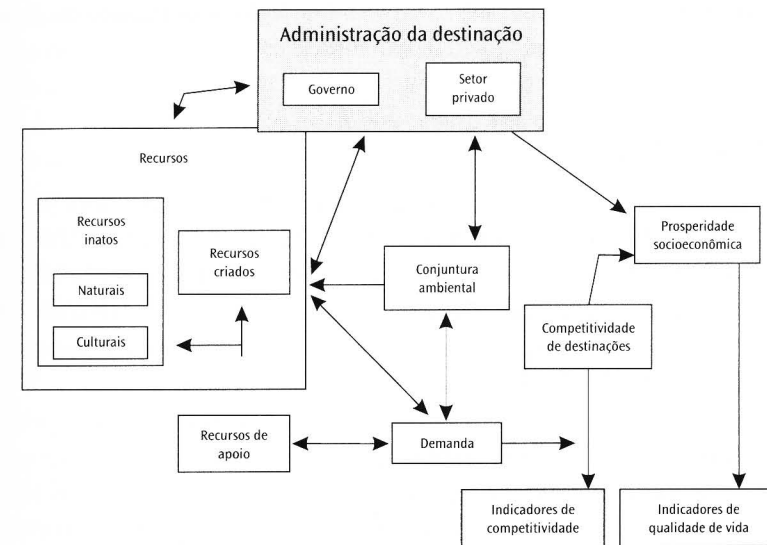 Administração da destinação
Governo
Setor
privado
Recursos
Recursos
inatos
Naturais
Culturais
Recursos
criados
Conjuntura
ambiental
Prosperidade
socioeconômica
Competitividade
de destinações
Recursos de
apoio
Demanda
Indicadores de
competitividade
Indicadores de
qualidade de vida